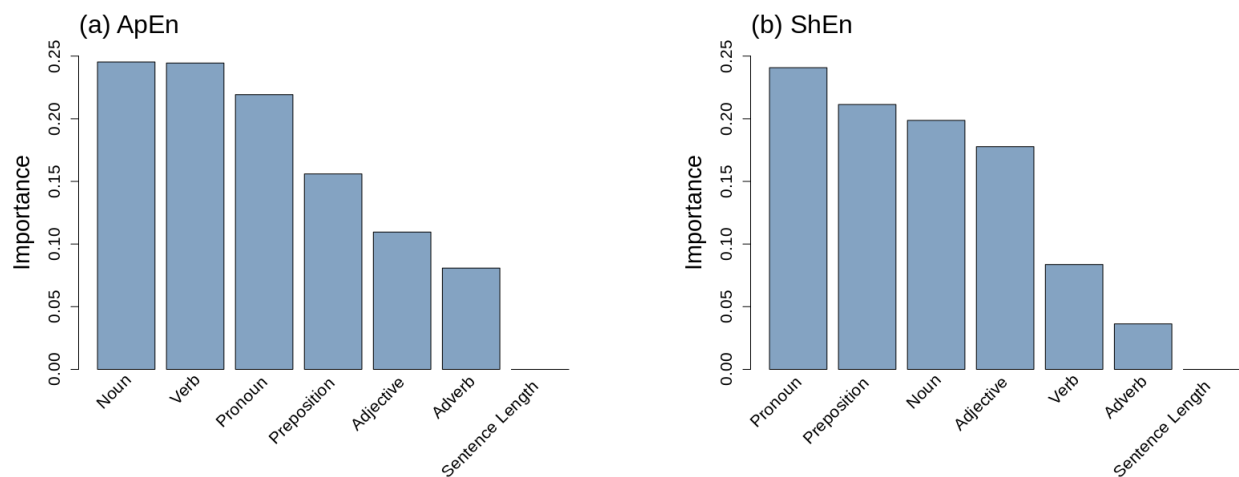 (a) ApEn
Importance
0.25
0.20
0.15
0.10
0.05
0.00
Noun
Verb
Pronoun
Preposition
Adjective
Adverb
Sentence Length
(b) ShEn
Importance
0.25
0.20
0.15
0.10
0.05
0.00
Pronoun
Preposition
Noun
Adjective
Verb
Adverb
Sentence Length